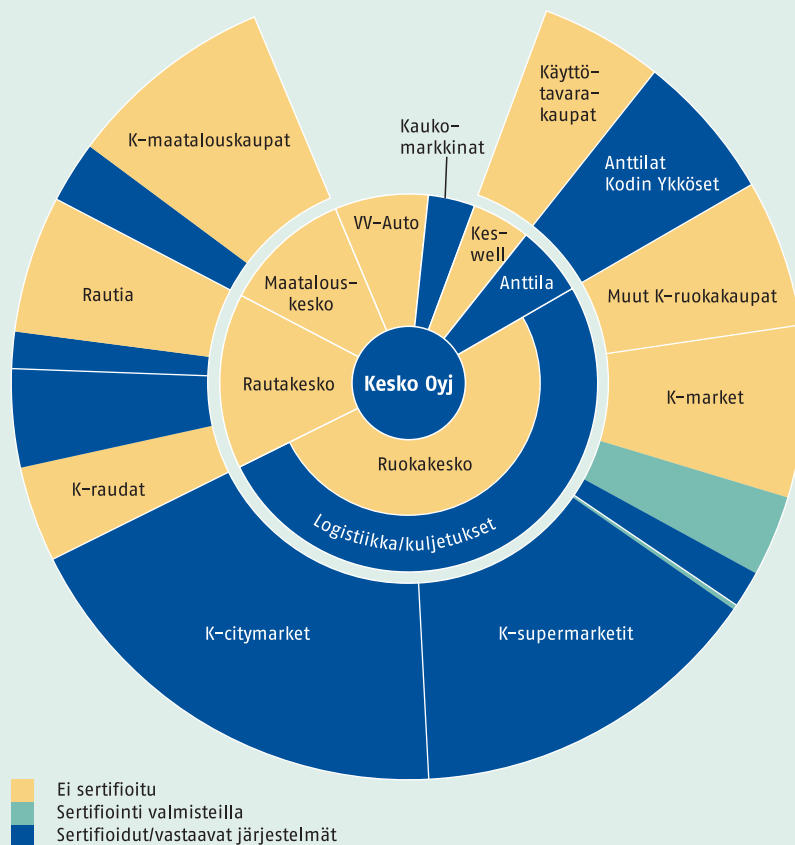 Käyttö-
tavara-
kaupat
Kauko-
markkinat
K-maatalouskaupat
Anttilat
Kodin Ykköset
VV-Auto
Kes-
well
Maatalous-
kesko
Anttila
Rautia
Muut K-ruokakaupat
Rautakesko
Kesko Oyj
K-market
Ruokakesko
K-raudat
Logistiikka/kuljetukset
K-citymarket
K-supermarketit
Ei sertifioitu
Sertifiointi valmisteilla
Sertifioidut/vastaavat järjestelmät